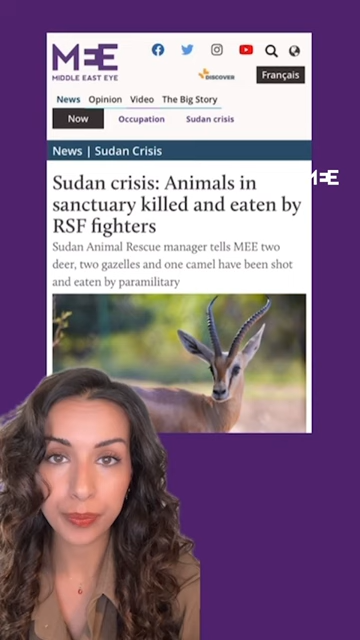 MEE
MIDDLE EAST EYE
DISCOVER
Français
News Opinion Video The Big Story
Now Occupation Sudan crisis
News | Sudan Crisis
MEE
Sudan crisis: Animals in
sanctuary killed and eaten by
RSF fighters
Sudan Animal Rescue manager tells MEE two
deer, two gazelles and one camel have been shot
and eaten by paramilitary